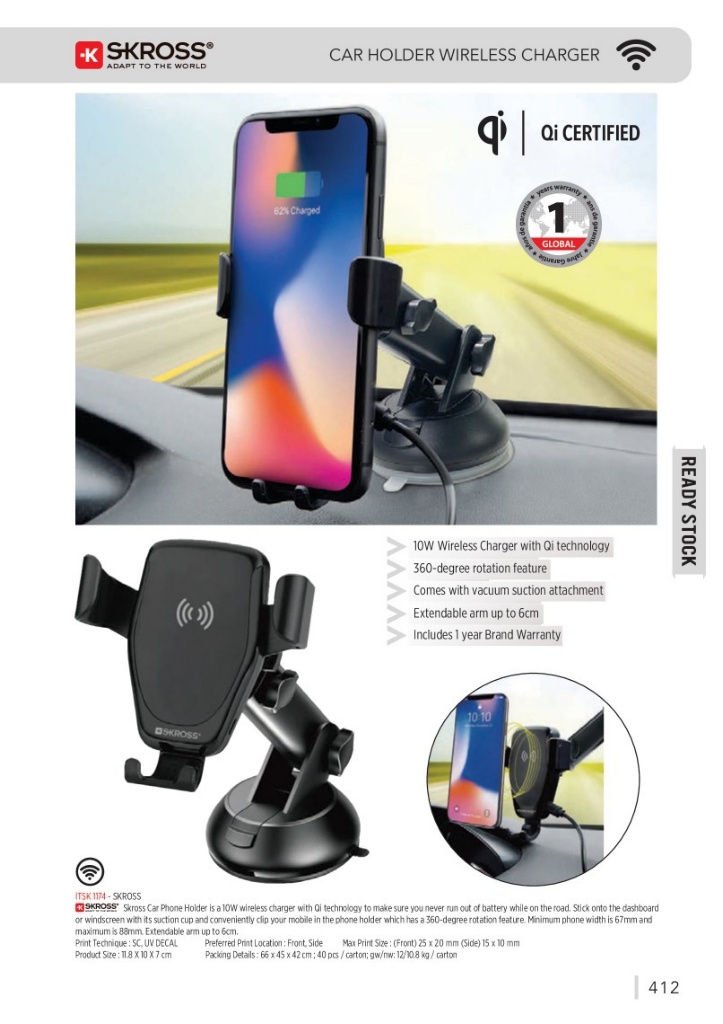 SKROSS®
ADAPT TO THE WORLD
CAR HOLDER WIRELESS CHARGER
Qi CERTIFIED
62% Charged
years warranty ★ ans de garantie ★ Jahre Garantie ★ años de garantía ★
1
GLOBAL
READY STOCK
10W Wireless Charger with Qi technology
360-degree rotation feature
Comes with vacuum suction attachment
Extendable arm up to 6cm
Includes 1 year Brand Warranty
SKROSS®
10:10
ITSK 1174 - SKROSS
SKROSS® Skross Car Phone Holder is a 10W wireless charger with Qi technology to make sure you never run out of battery while on the road. Stick onto the dashboard
or windscreen with its suction cup and conveniently clip your mobile in the phone holder which has a 360-degree rotation feature. Minimum phone width is 67mm and
maximum is 88mm. Extendable arm up to 6cm.
Print Technique : SC, UV DECAL Preferred Print Location : Front, Side Max Print Size : (Front) 25 x 20 mm (Side) 15 x 10 mm
Product Size : 11.8 X 10 X 7 cm Packing Details : 66 x 45 x 42 cm ; 40 pcs / carton; gw/nw: 12/10.8 kg / carton
412